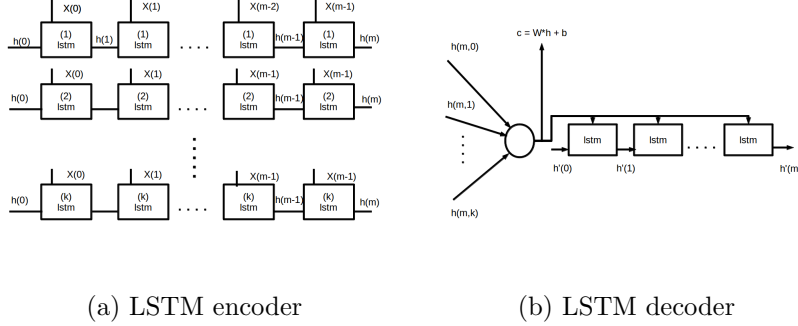 X(0) X(1) X(m-2) X(m-1)
(1) (1) (1) (1)
h(0) lstm h(1) lstm . . . . lstm h(m-1) lstm h(m)
X(0) X(1) X(m-1) X(m-1)
h(0) (2) (2) (2) h(m-1) (2) h(m)
lstm lstm . . . . lstm lstm
X(0) X(1) X(m-1) X(m-1)
h(0) (k) (k) (k) h(m-1) (k) h(m)
lstm lstm . . . . lstm lstm
(a) LSTM encoder
c = W*h + b
h(m,0)
h(m,1)
lstm lstm . . . . lstm
h'(0) h'(1) h'(m
h(m,k)
(b) LSTM decoder